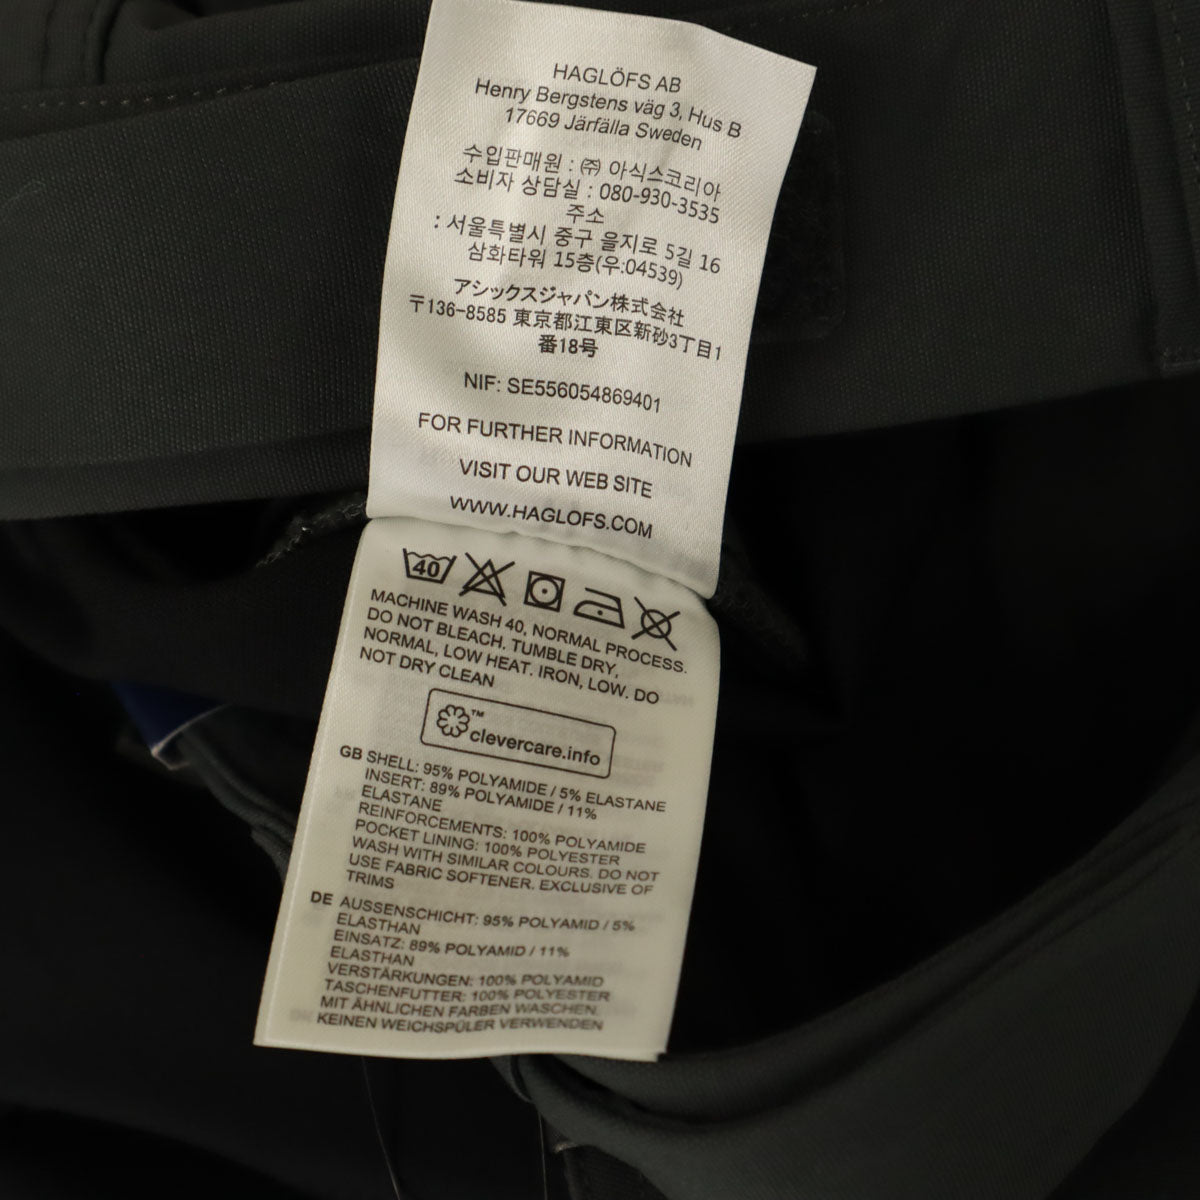 HAGLÖFS AB
Henry Bergstens väg 3, Hus B
17669 Järfälla Sweden
수입판매원 : ㈜ 아식스코리아
소비자 상담실 : 080-930-3535
주소
: 서울특별시 중구 을지로 5길 16
삼화타워 15층(우:04539)
アシックスジャパン株式会社
〒136-8585 東京都江東区新砂3丁目1
番18号
NIF: SE556054869401
FOR FURTHER INFORMATION
VISIT OUR WEB SITE
WWW.HAGLOFS.COM
40
MACHINE WASH 40, NORMAL PROCESS.
DO NOT BLEACH. TUMBLE DRY,
NORMAL, LOW HEAT. IRON, LOW. DO
NOT DRY CLEAN
™
clevercare.info
GB SHELL: 95% POLYAMIDE / 5% ELASTANE
INSERT: 89% POLYAMIDE / 11%
ELASTANE
REINFORCEMENTS: 100% POLYAMIDE
POCKET LINING: 100% POLYESTER
WASH WITH SIMILAR COLOURS. DO NOT
USE FABRIC SOFTENER. EXCLUSIVE OF
TRIMS
DE AUSSENSCHICHT: 95% POLYAMID / 5%
ELASTHAN
EINSATZ: 89% POLYAMID / 11%
ELASTHAN
VERSTÄRKUNGEN: 100% POLYAMID
TASCHENFUTTER: 100% POLYESTER
MIT ÄHNLICHEN FARBEN WASCHEN.
KEINEN WEICHSPÜLER VERWENDEN